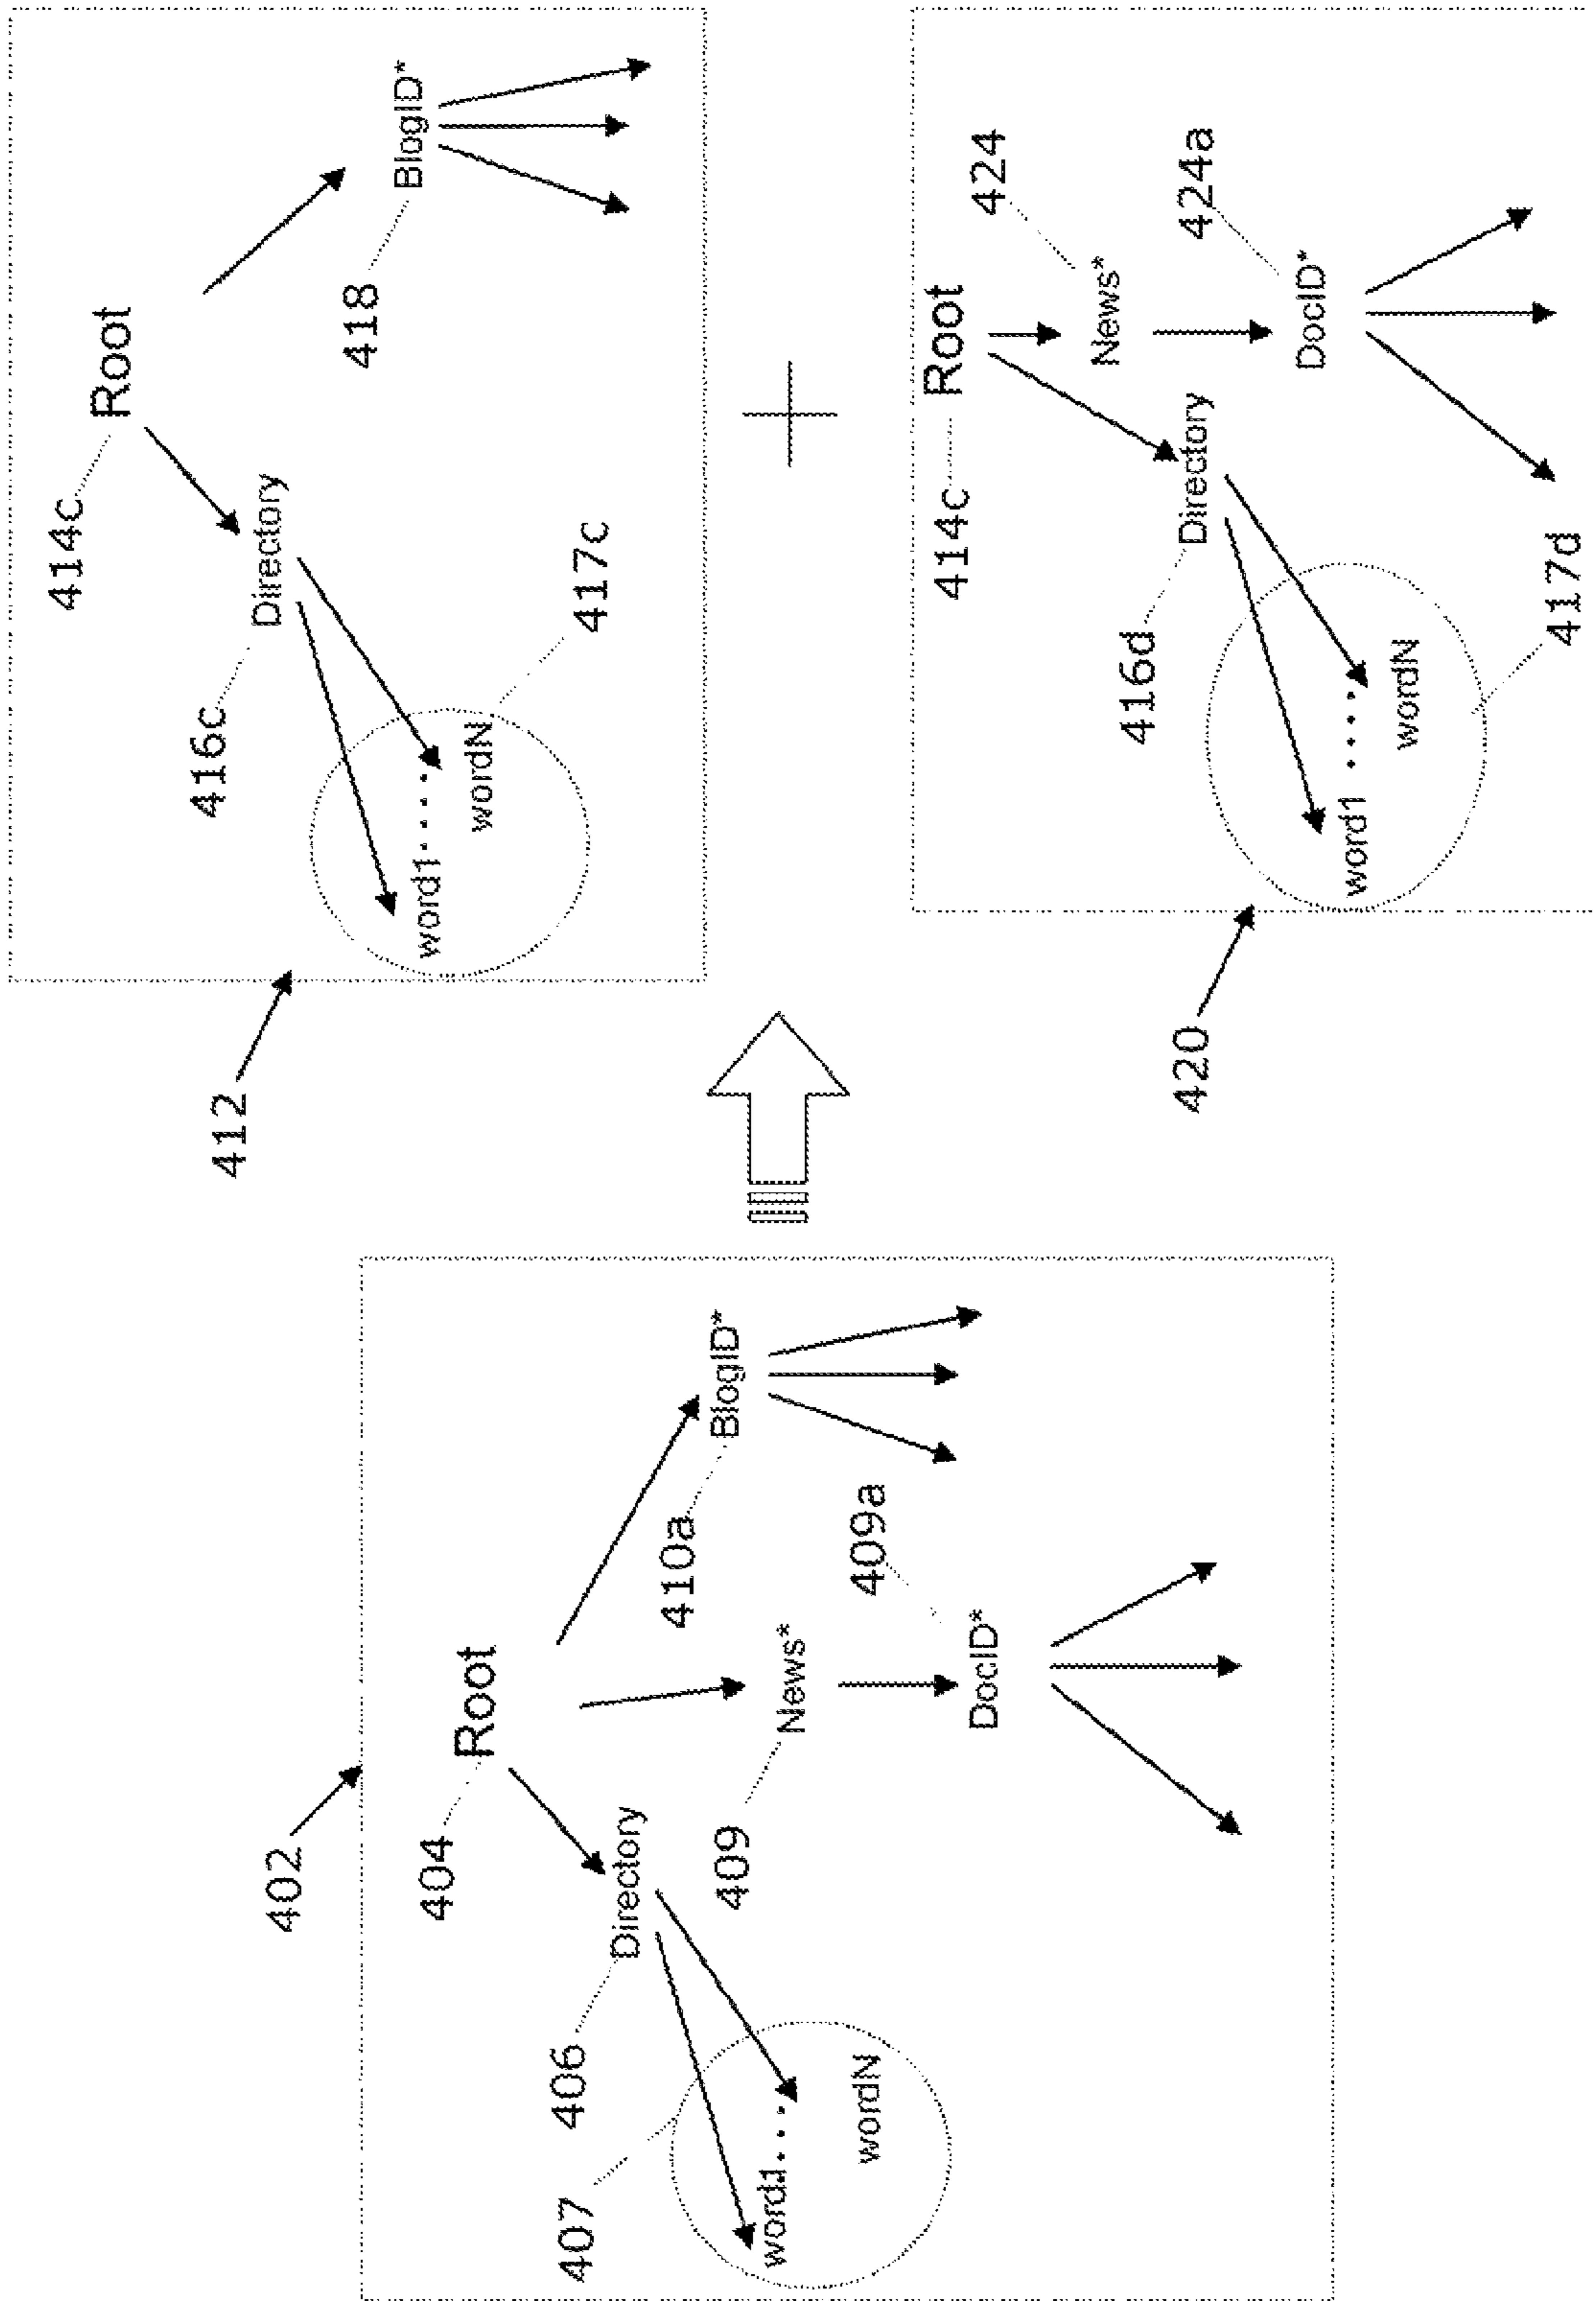 402
404
Root
406
Directory
410a
BlogID*
407
word1....
wordN
409
News*
409a
DocID*
412
414c
Root
416c
Directory
418
BlogID*
word1.....
wordN
417c
420
414c
Root
424
416d
Directory
News*
424a
DocID*
word1 ....
wordN
417d